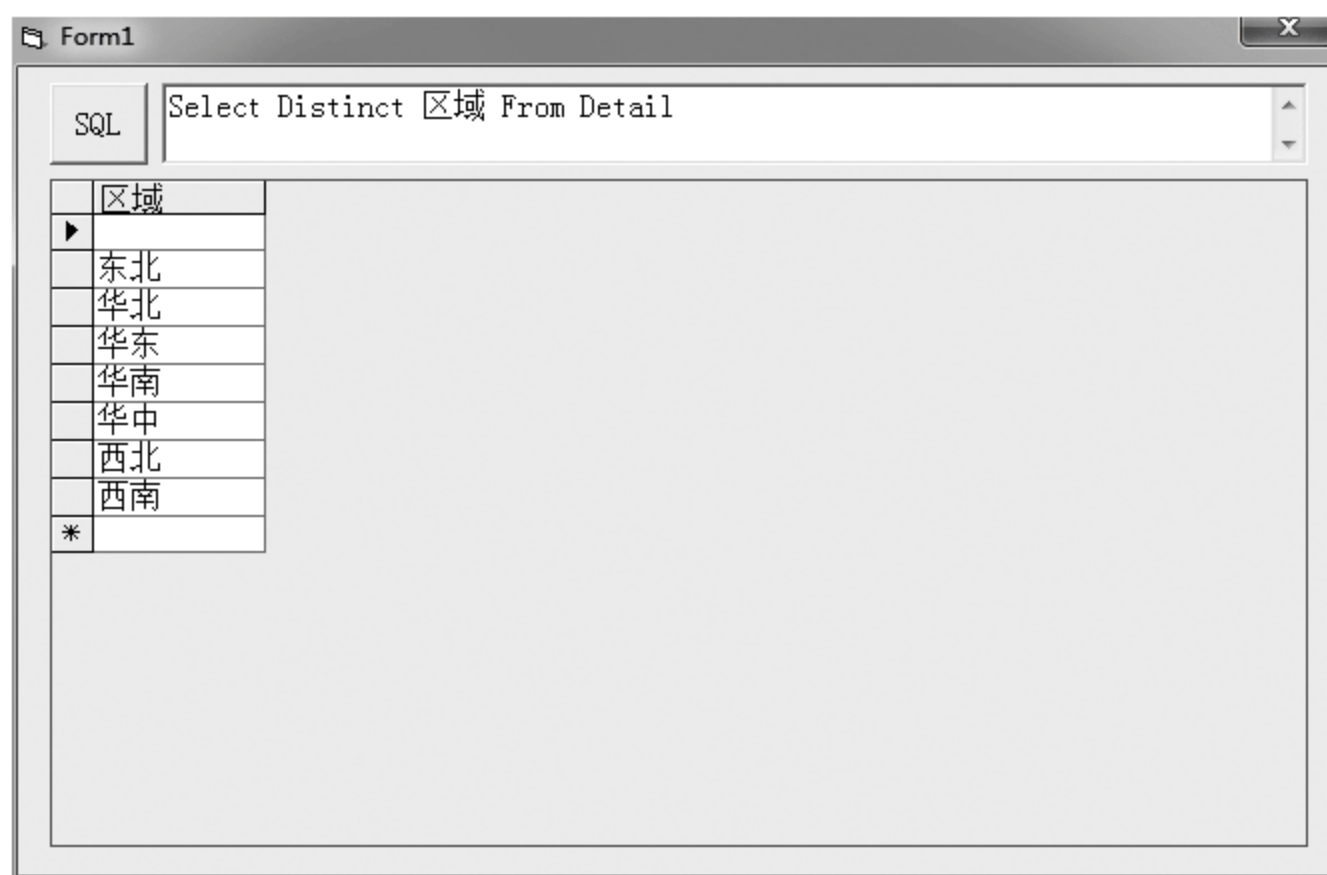 Form1
SQL
Select Distinct 区域 From Detail
区域
东北
华北
华东
华南
华中
西北
西南
*